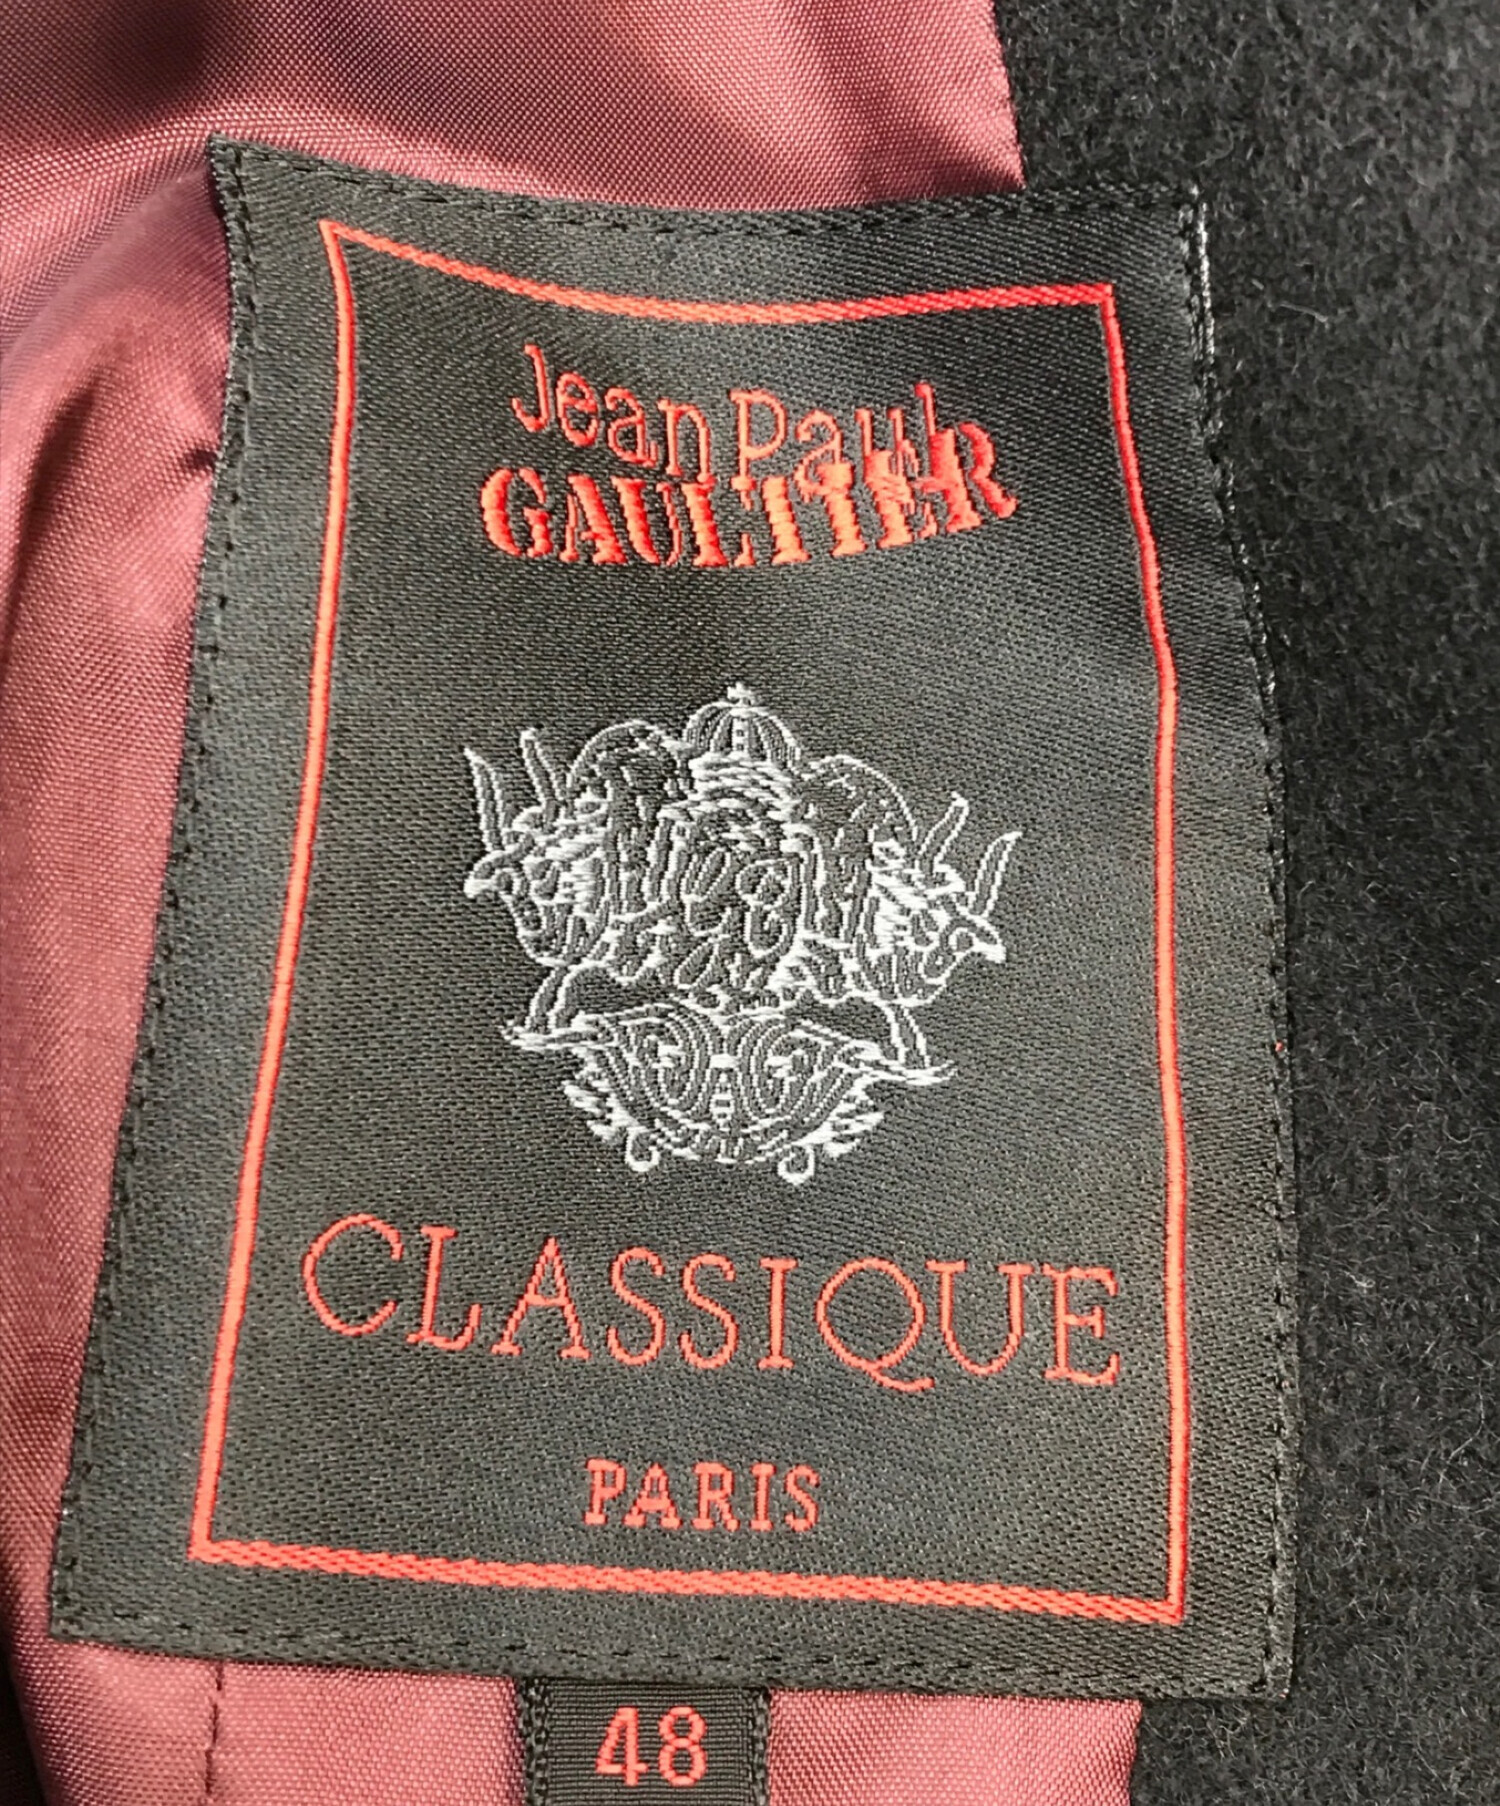 Jean Paul
GAULTIER
CLASSIQUE
PARIS
48